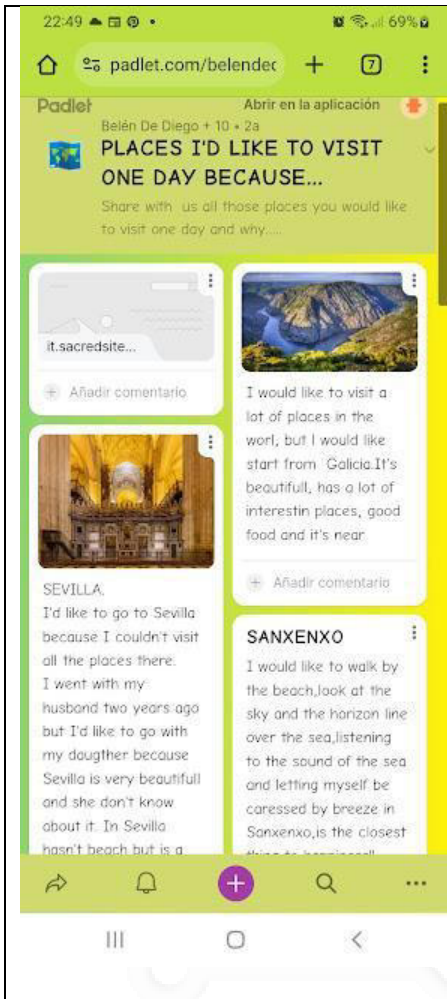 22:49
69%
padlet.com/belendec
7
Padlet
Abrir en la aplicación
Belén De Diego + 10 • 2a
PLACES I'D LIKE TO VISIT
ONE DAY BECAUSE...
Share with us all those places you would like
to visit one day and why.....
it.sacredsite...
Añadir comentario
SEVILLA.
I'd like to go to Sevilla
because I couldn't visit
all the places there.
I went with my
husband two years ago
but I'd like to go with
my daugther because
Sevilla is very beautifull
and she don't know
about it. In Sevilla
hasn't beach but is a
I would like to visit a
lot of places in the
worl, but I would like
start from Galicia.It's
beautifull, has a lot of
interestin places, good
food and it's near
Añadir comentario
SANXENXO
I would like to walk by
the beach,look at the
sky and the horizon line
over the sea,listening
to the sound of the sea
and letting myself be
caressed by breeze in
Sanxenxo,is the closest